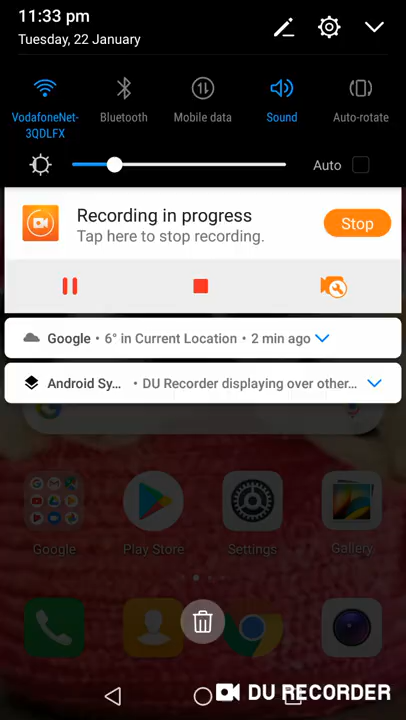 11:33 pm
Tuesday, 22 January
VodafoneNet-
3QDLFX
Bluetooth
Mobile data
Sound
Auto-rotate
Auto
Recording in progress
Tap here to stop recording.
Stop
Google • 6° in Current Location • 2 min ago
Android Sy... • DU Recorder displaying over other...
Google
Play Store
Settings
Gallery
DU RECORDER